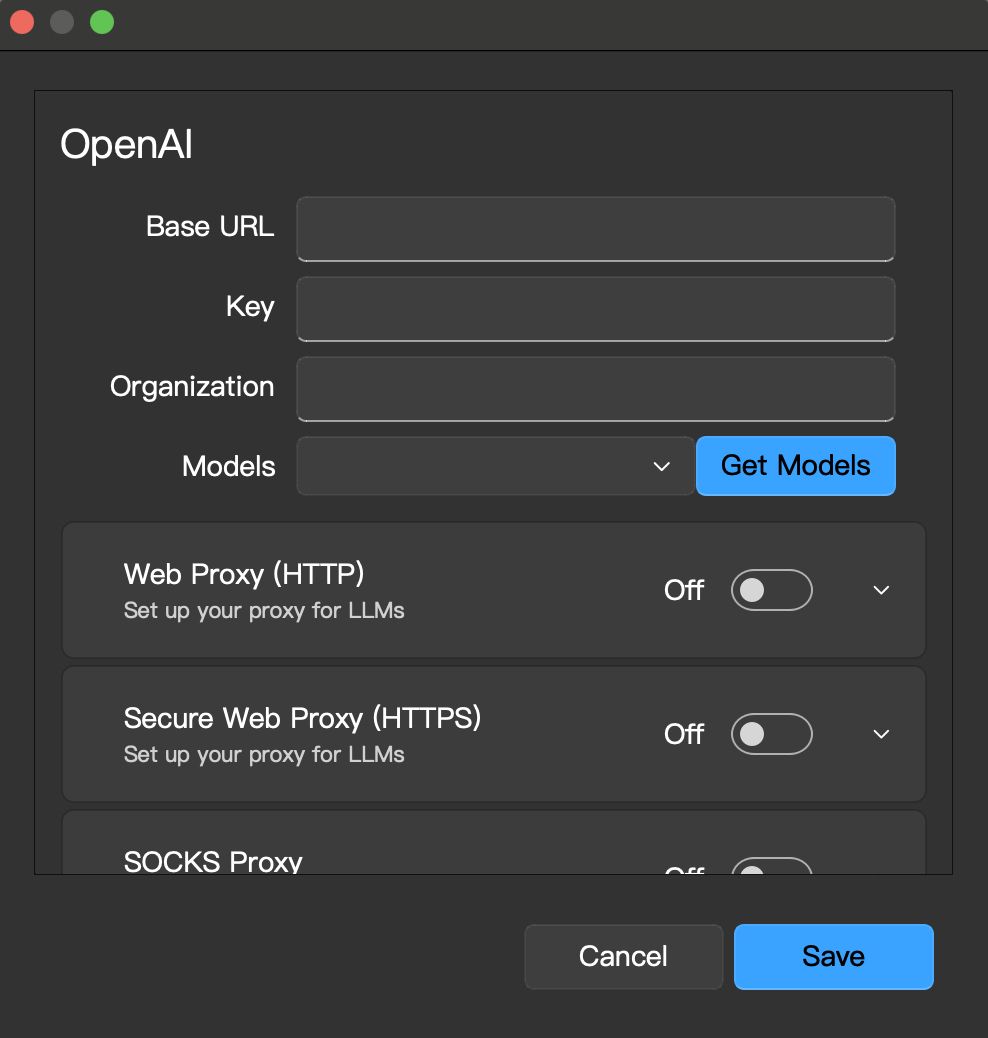 OpenAI
Base URL
Key
Organization
Models
Get Models
Web Proxy (HTTP)
Set up your proxy for LLMs
Off
Secure Web Proxy (HTTPS)
Set up your proxy for LLMs
Off
SOCKS Proxy
Off
Cancel
Save